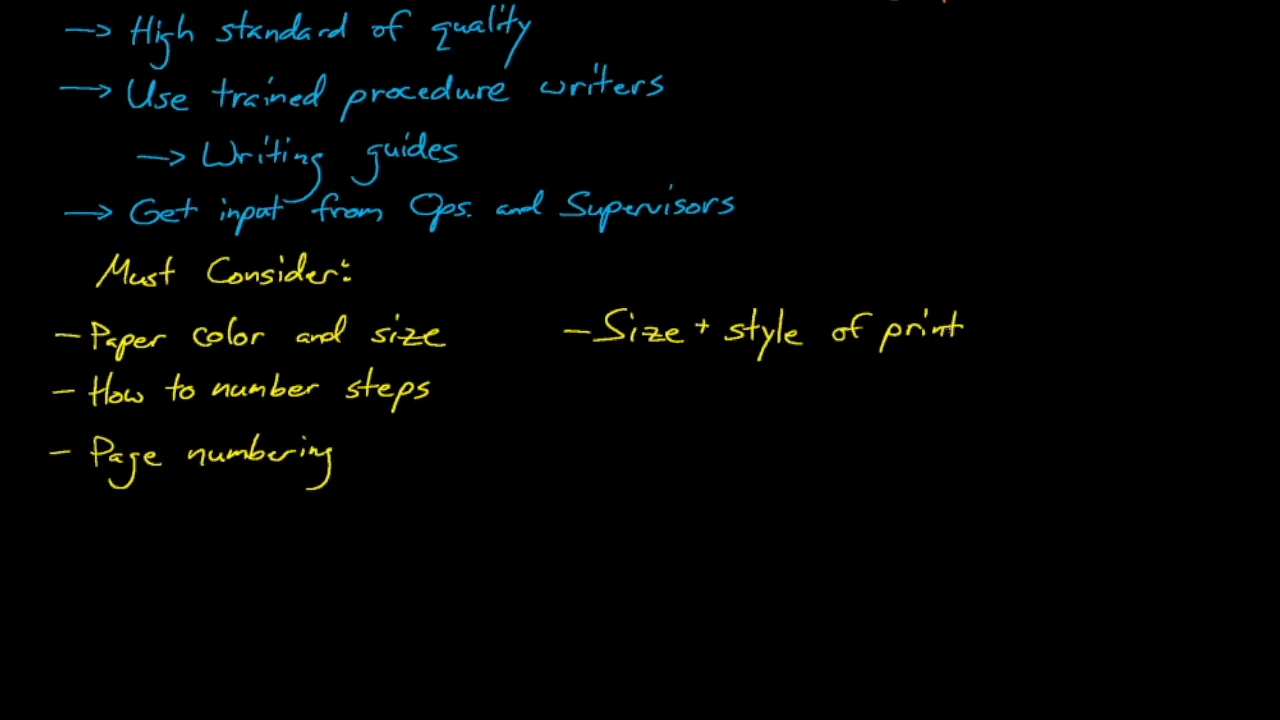 → High standard of quality
→ Use trained procedure writers
→ Writing guides
→ Get input from Ops. and Supervisors
Must Consider:
- Paper color and size
- Size + style of print
- How to number steps
- Page numbering